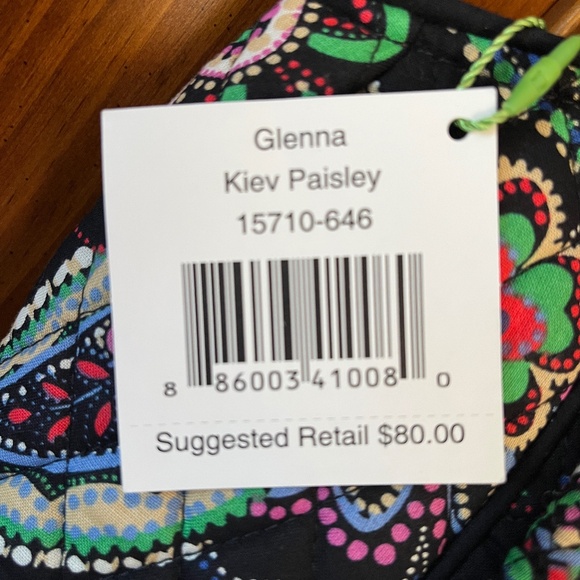 Glenna
Kiev Paisley
15710-646
8 86003 41008 0
Suggested Retail $80.00